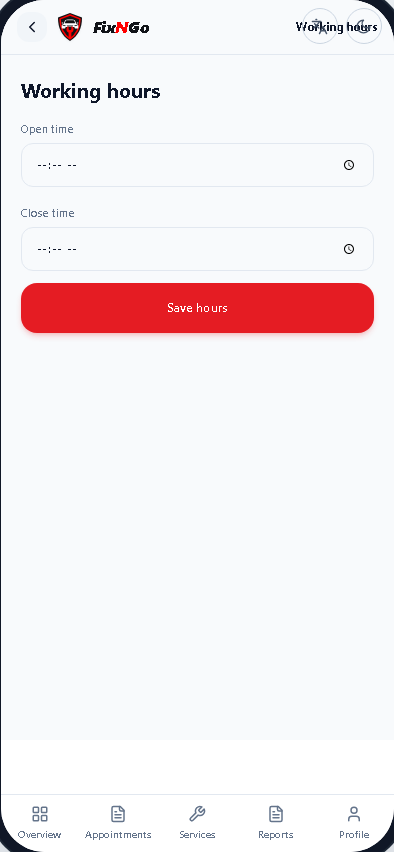 FixNGo
Working hours
Working hours
Open time
--:-- --
Close time
--:-- --
Save hours
Overview
Appointments
Services
Reports
Profile